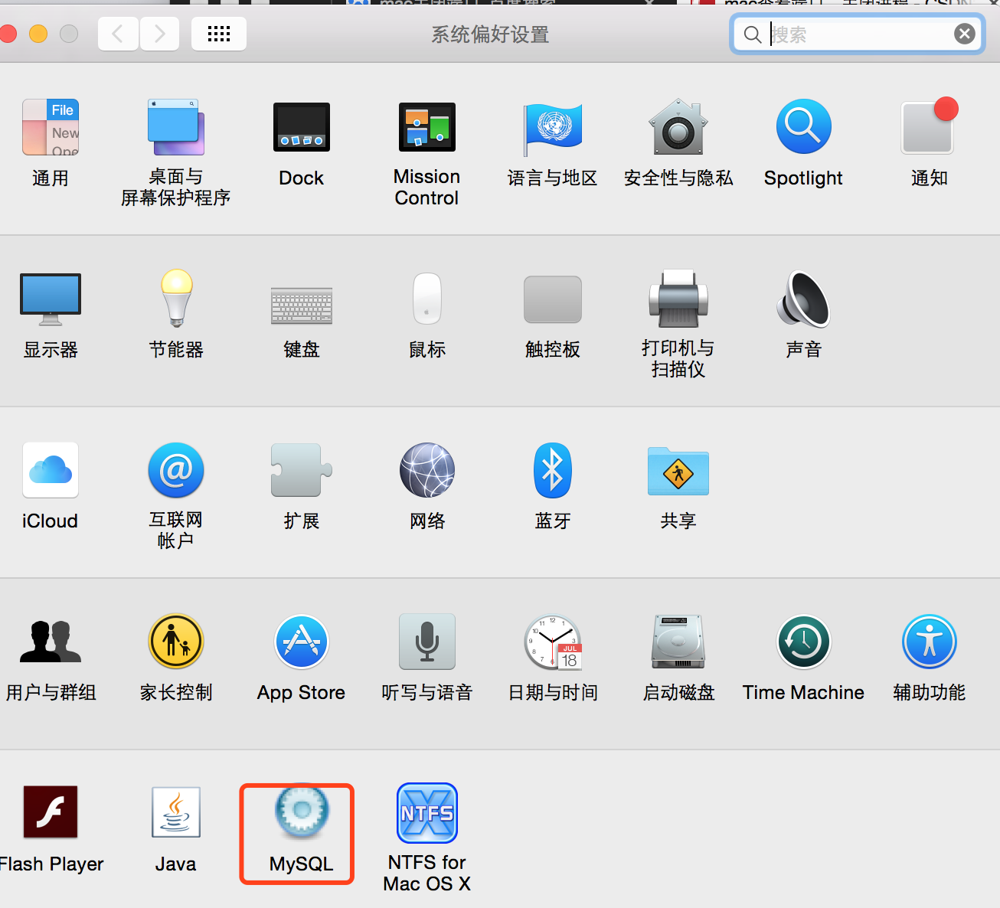 系统偏好设置
搜索
File
New
Ope
通用
桌面与
屏幕保护程序
Dock
Mission
Control
语言与地区
安全性与隐私
Spotlight
通知
显示器
节能器
键盘
鼠标
触控板
打印机与
扫描仪
声音
iCloud
互联网
帐户
扩展
网络
蓝牙
共享
用户与群组
家长控制
App Store
听写与语音
JUL
18
日期与时间
启动磁盘
Time Machine
辅助功能
Flash Player
Java
MySQL
NTFS
NTFS for
Mac OS X